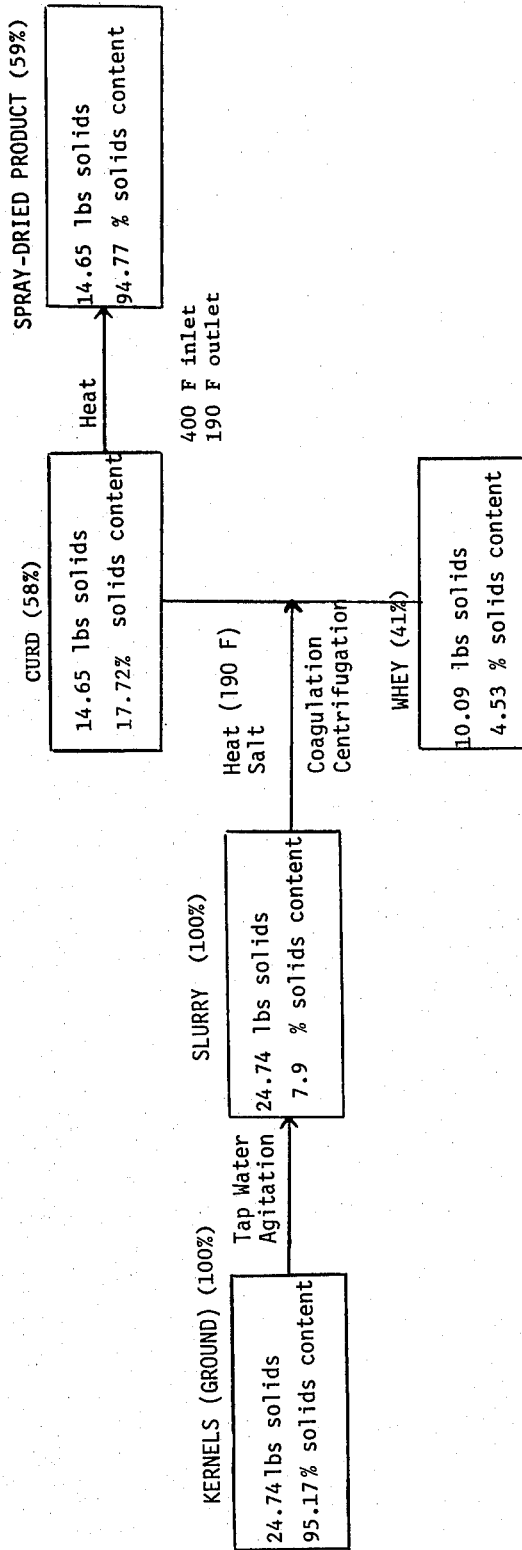 KERNELS (GROUND) (100%)
24.74 lbs solids
95.17% solids content
Tap Water
Agitation
SLURRY (100%)
24.74 lbs solids
7.9 % solids content
Heat (190 F)
Salt
Coagulation
Centrifugation
CURD (58%)
14.65 lbs solids
17.72% solids content
WHEY (41%)
10.09 lbs solids
4.53 % solids content
Heat
400 F inlet
190 F outlet
SPRAY-DRIED PRODUCT (59%)
14.65 lbs solids
94.77 % solids content